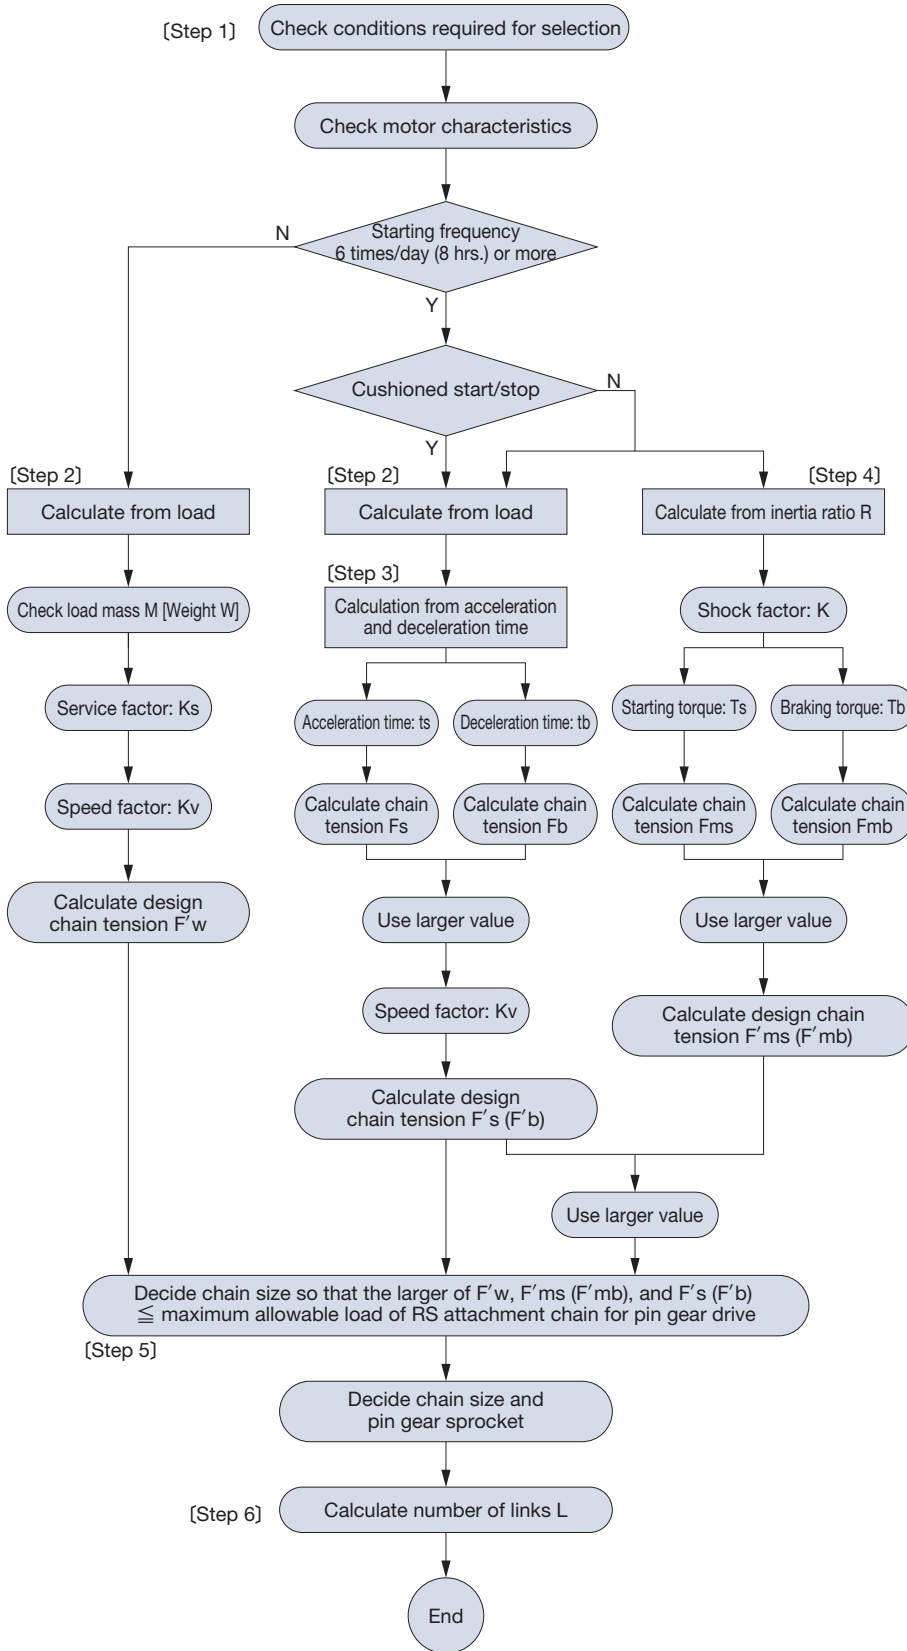 [Step 1]
Check conditions required for selection
Check motor characteristics
N
Starting frequency
6 times/day (8 hrs.) or more
Y
Cushioned start/stop
N
Y
[Step 2]
[Step 2]
[Step 4]
Calculate from load
Calculate from load
Calculate from inertia ratio R
[Step 3]
Check load mass M [Weight W]
Calculation from acceleration
and deceleration time
Shock factor: K
Service factor: Ks
Acceleration time: ts
Deceleration time: tb
Starting torque: Ts
Braking torque: Tb
Speed factor: Kv
Calculate chain
tension Fs
Calculate chain
tension Fb
Calculate chain
tension Fms
Calculate chain
tension Fmb
Calculate design
chain tension F′w
Use larger value
Use larger value
Speed factor: Kv
Calculate design chain
tension F′ms (F′mb)
Calculate design
chain tension F′s (F′b)
Use larger value
Decide chain size so that the larger of F′w, F′ms (F′mb), and F′s (F′b)
≦ maximum allowable load of RS attachment chain for pin gear drive
[Step 5]
Decide chain size and
pin gear sprocket
[Step 6]
Calculate number of links L
End